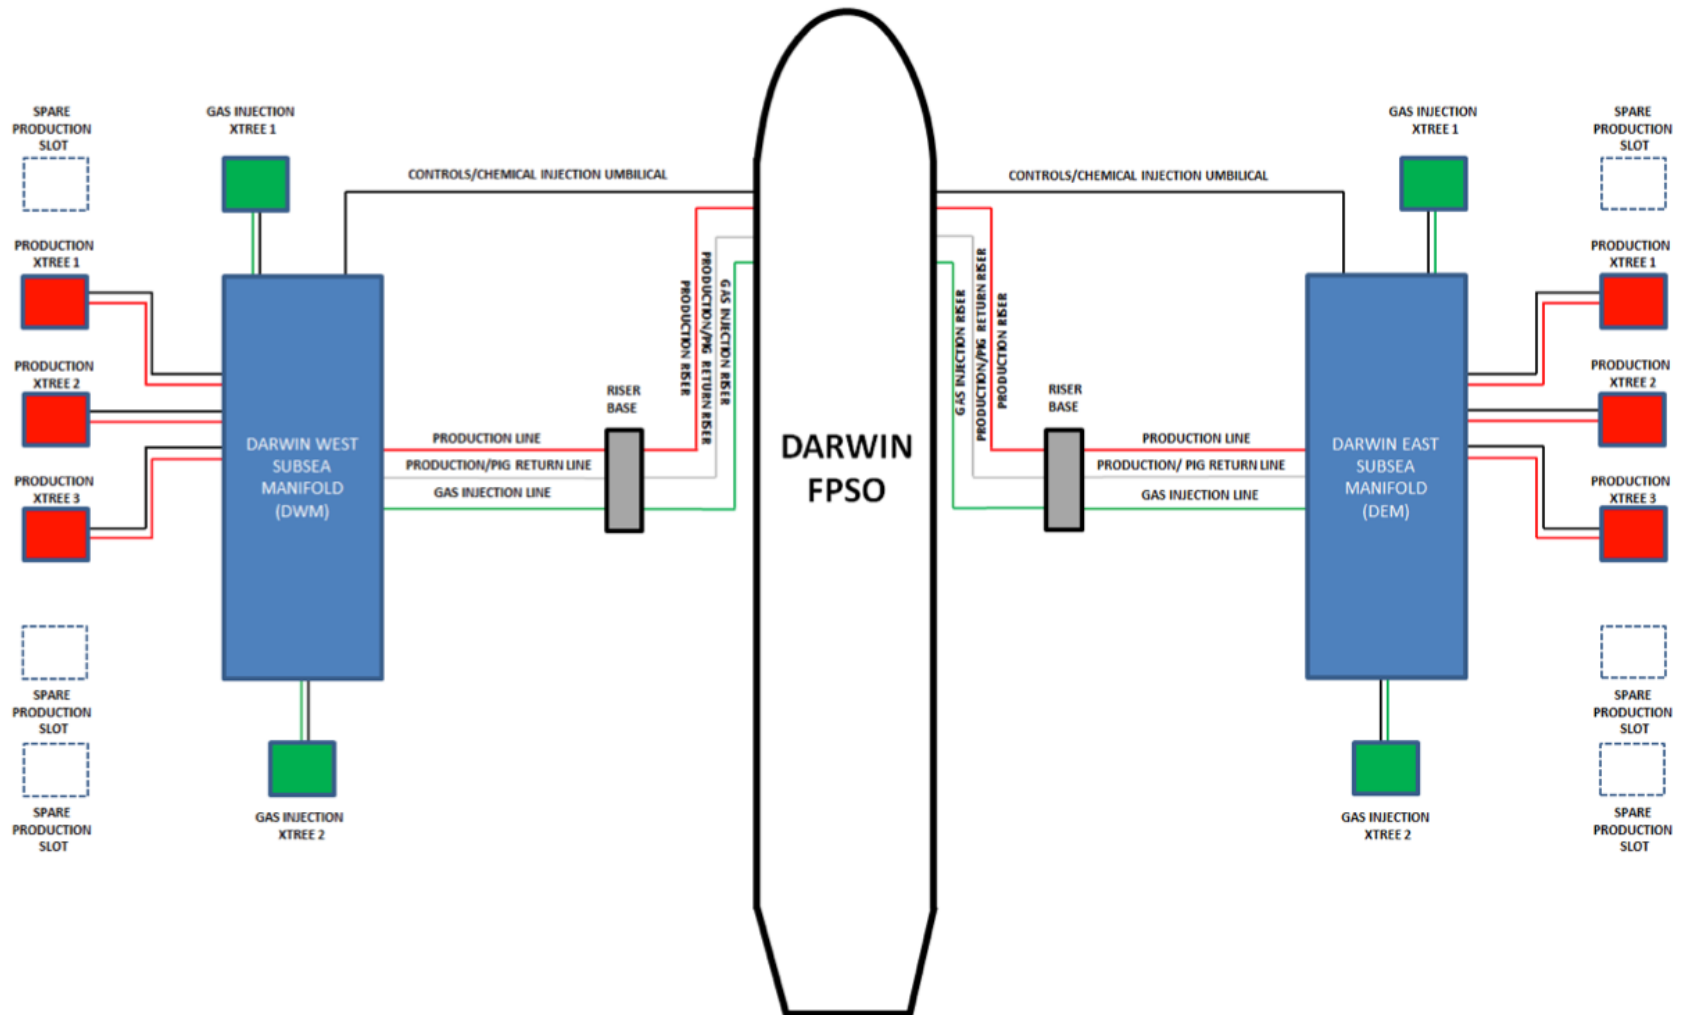 SPARE
PRODUCTION
SLOT
GAS INJECTION
XTREE 1
CONTROLS/CHEMICAL INJECTION UMBILICAL
PRODUCTION
XTREE 1
PRODUCTION
XTREE 2
PRODUCTION
XTREE 3
DARWIN WEST
SUBSEA
MANIFOLD
(DWM)
PRODUCTION LINE
PRODUCTION/PIG RETURN LINE
GAS INJECTION LINE
RISER
BASE
PRODUCTION RISER
PRODUCTION/PIG RETURN RISER
GAS INJECTION RISER
SPARE
PRODUCTION
SLOT
SPARE
PRODUCTION
SLOT
GAS INJECTION
XTREE 2
DARWIN
FPSO
CONTROLS/CHEMICAL INJECTION UMBILICAL
GAS INJECTION
XTREE 1
SPARE
PRODUCTION
SLOT
GAS INJECTION RISER
PRODUCTION/PIG RETURN RISER
PRODUCTION RISER
RISER
BASE
PRODUCTION LINE
PRODUCTION/ PIG RETURN LINE
GAS INJECTION LINE
DARWIN EAST
SUBSEA
MANIFOLD
(DEM)
PRODUCTION
XTREE 1
PRODUCTION
XTREE 2
PRODUCTION
XTREE 3
SPARE
PRODUCTION
SLOT
SPARE
PRODUCTION
SLOT
GAS INJECTION
XTREE 2